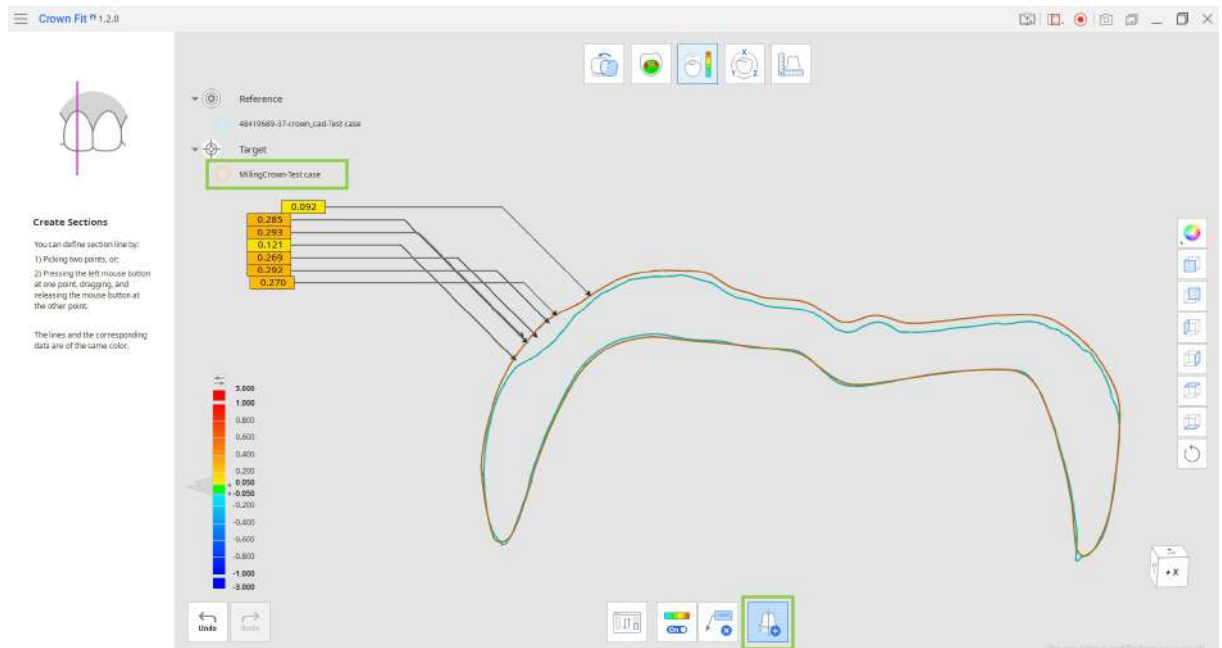 Crown Fit 1.2.0
Reference
Target
MillingCrown-Test case
0.092
0.285
0.293
0.121
0.269
0.292
0.270
Create Sections
You can define section line by:
1) Picking two points, or;
2) Pressing the left mouse button
at one point, dragging, and
releasing the mouse button at
the other point.
The lines and the corresponding
data are of the same color.
3.000
1.000
0.800
0.600
0.400
0.200
0.050
-0.050
-0.200
-0.400
-0.600
-0.800
-1.000
-3.000
X
Y
Z
+X
Undo
Redo
On